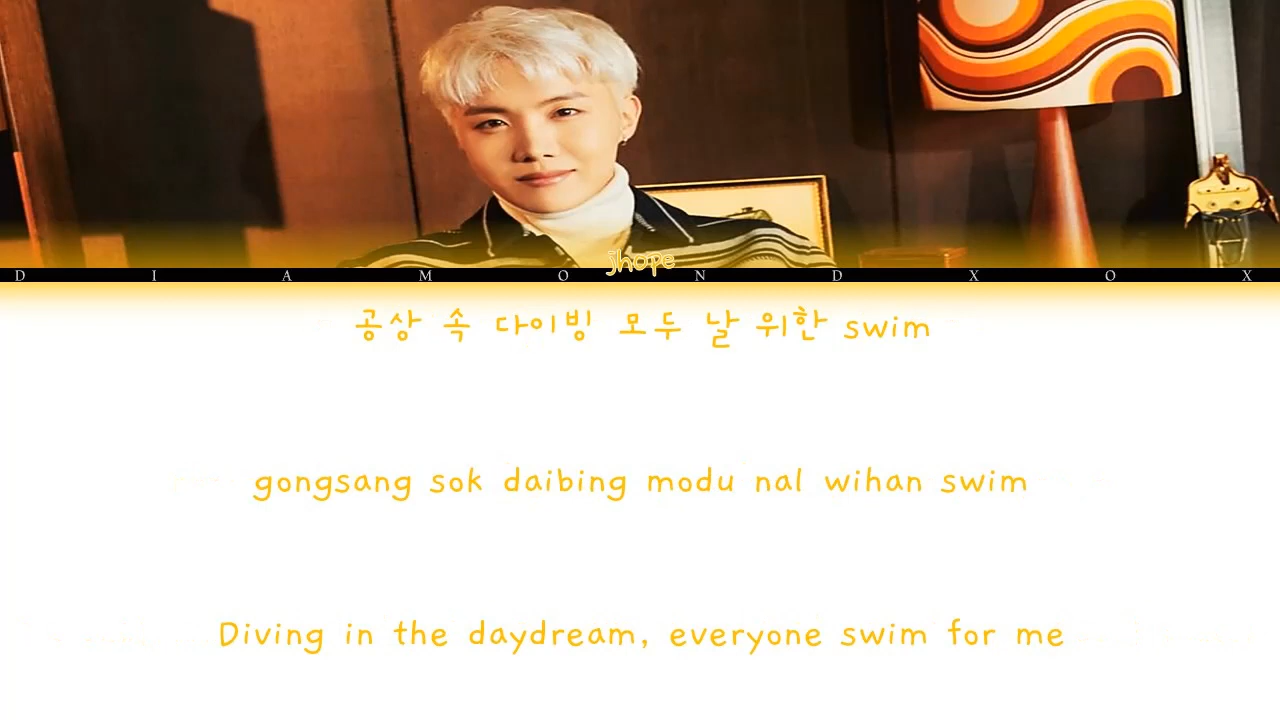 jhope
D I A M O N D X O X
공상 속 다이빙 모두 날 위한 swim
gongsang sok daibing modu nal wihan swim
Diving in the daydream, everyone swim for me